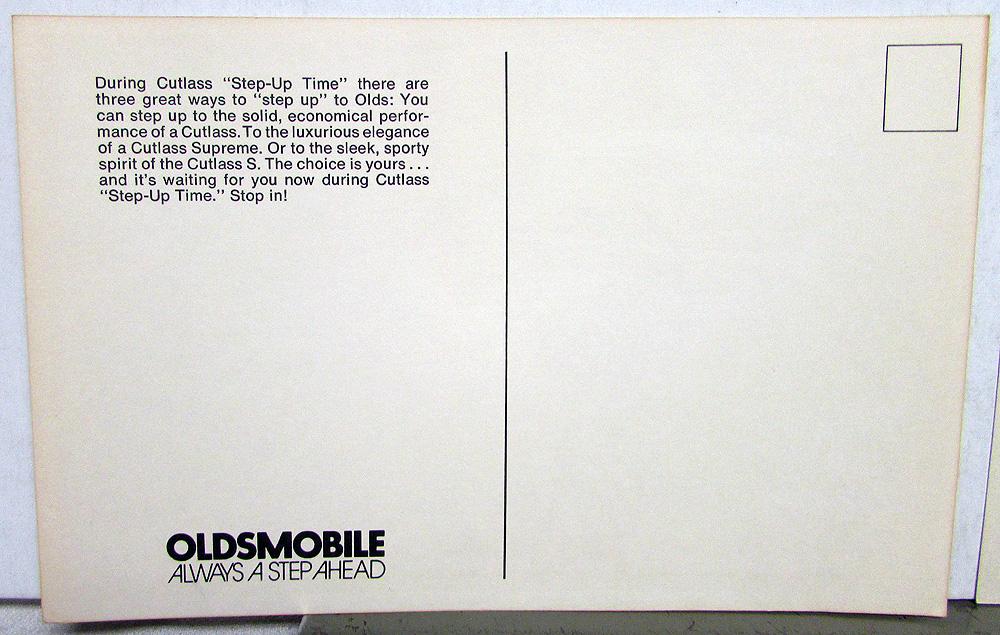 During Cutlass “Step-Up Time” there are
three great ways to “step up” to Olds: You
can step up to the solid, economical perfor-
mance of a Cutlass. To the luxurious elegance
of a Cutlass Supreme. Or to the sleek, sporty
spirit of the Cutlass S. The choice is yours . . .
and it’s waiting for you now during Cutlass
“Step-Up Time.” Stop in!
OLDSMOBILE
ALWAYS A STEP AHEAD